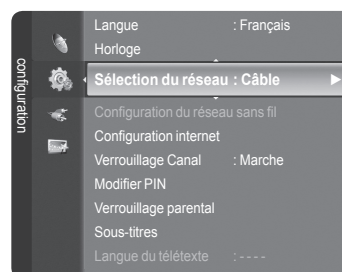 configuration
Langue : Français
Horloge
Sélection du réseau : Câble
Configuration du réseau sans fil
Configuration internet
Verrouillage Canal : Marche
Modifier PIN
Verrouillage parental
Sous-titres
Langue du télétexte : - - - -